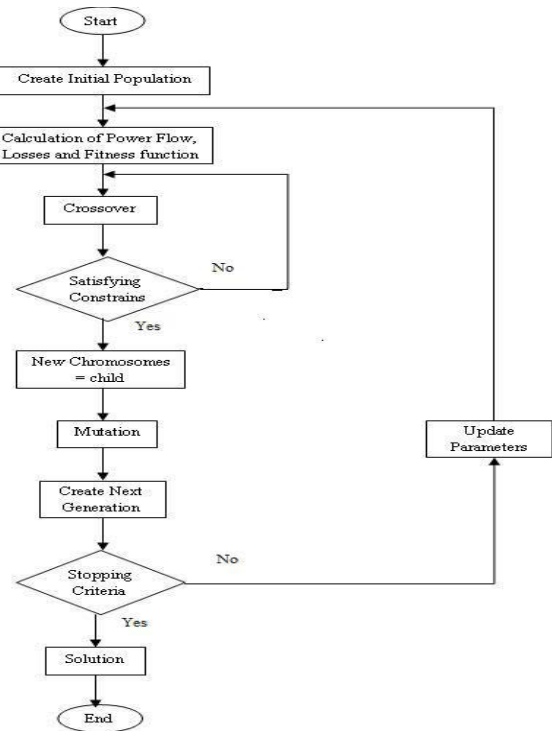 Start
Create Initial Population
Calculation of Power Flow,
Losses and Fitness function
Crossover
No
Satisfying
Constrains
Yes
New Chromosomes
= child
Mutation
Update
Parameters
Create Next
Generation
No
Stopping
Criteria
Yes
Solution
End